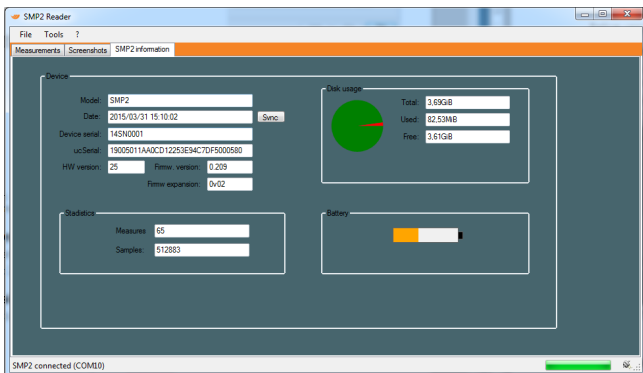 SMP2 Reader
File Tools ?
Measurements Screenshots SMP2 information
Device
Model: SMP2
Date: 2015/03/31 15:10:02 Sync
Device serial: 14SN0001
ucSerial: 19005011AA0CD12253E94C7DF5000580
HW version: 25 Firmw. version: 0.209
Firmw expansion: 0v02
Disk usage
Total: 3,69GiB
Used: 82,53MiB
Free: 3,61GiB
Statistics
Measures 65
Samples: 512883
Battery
SMP2 connected (COM10)